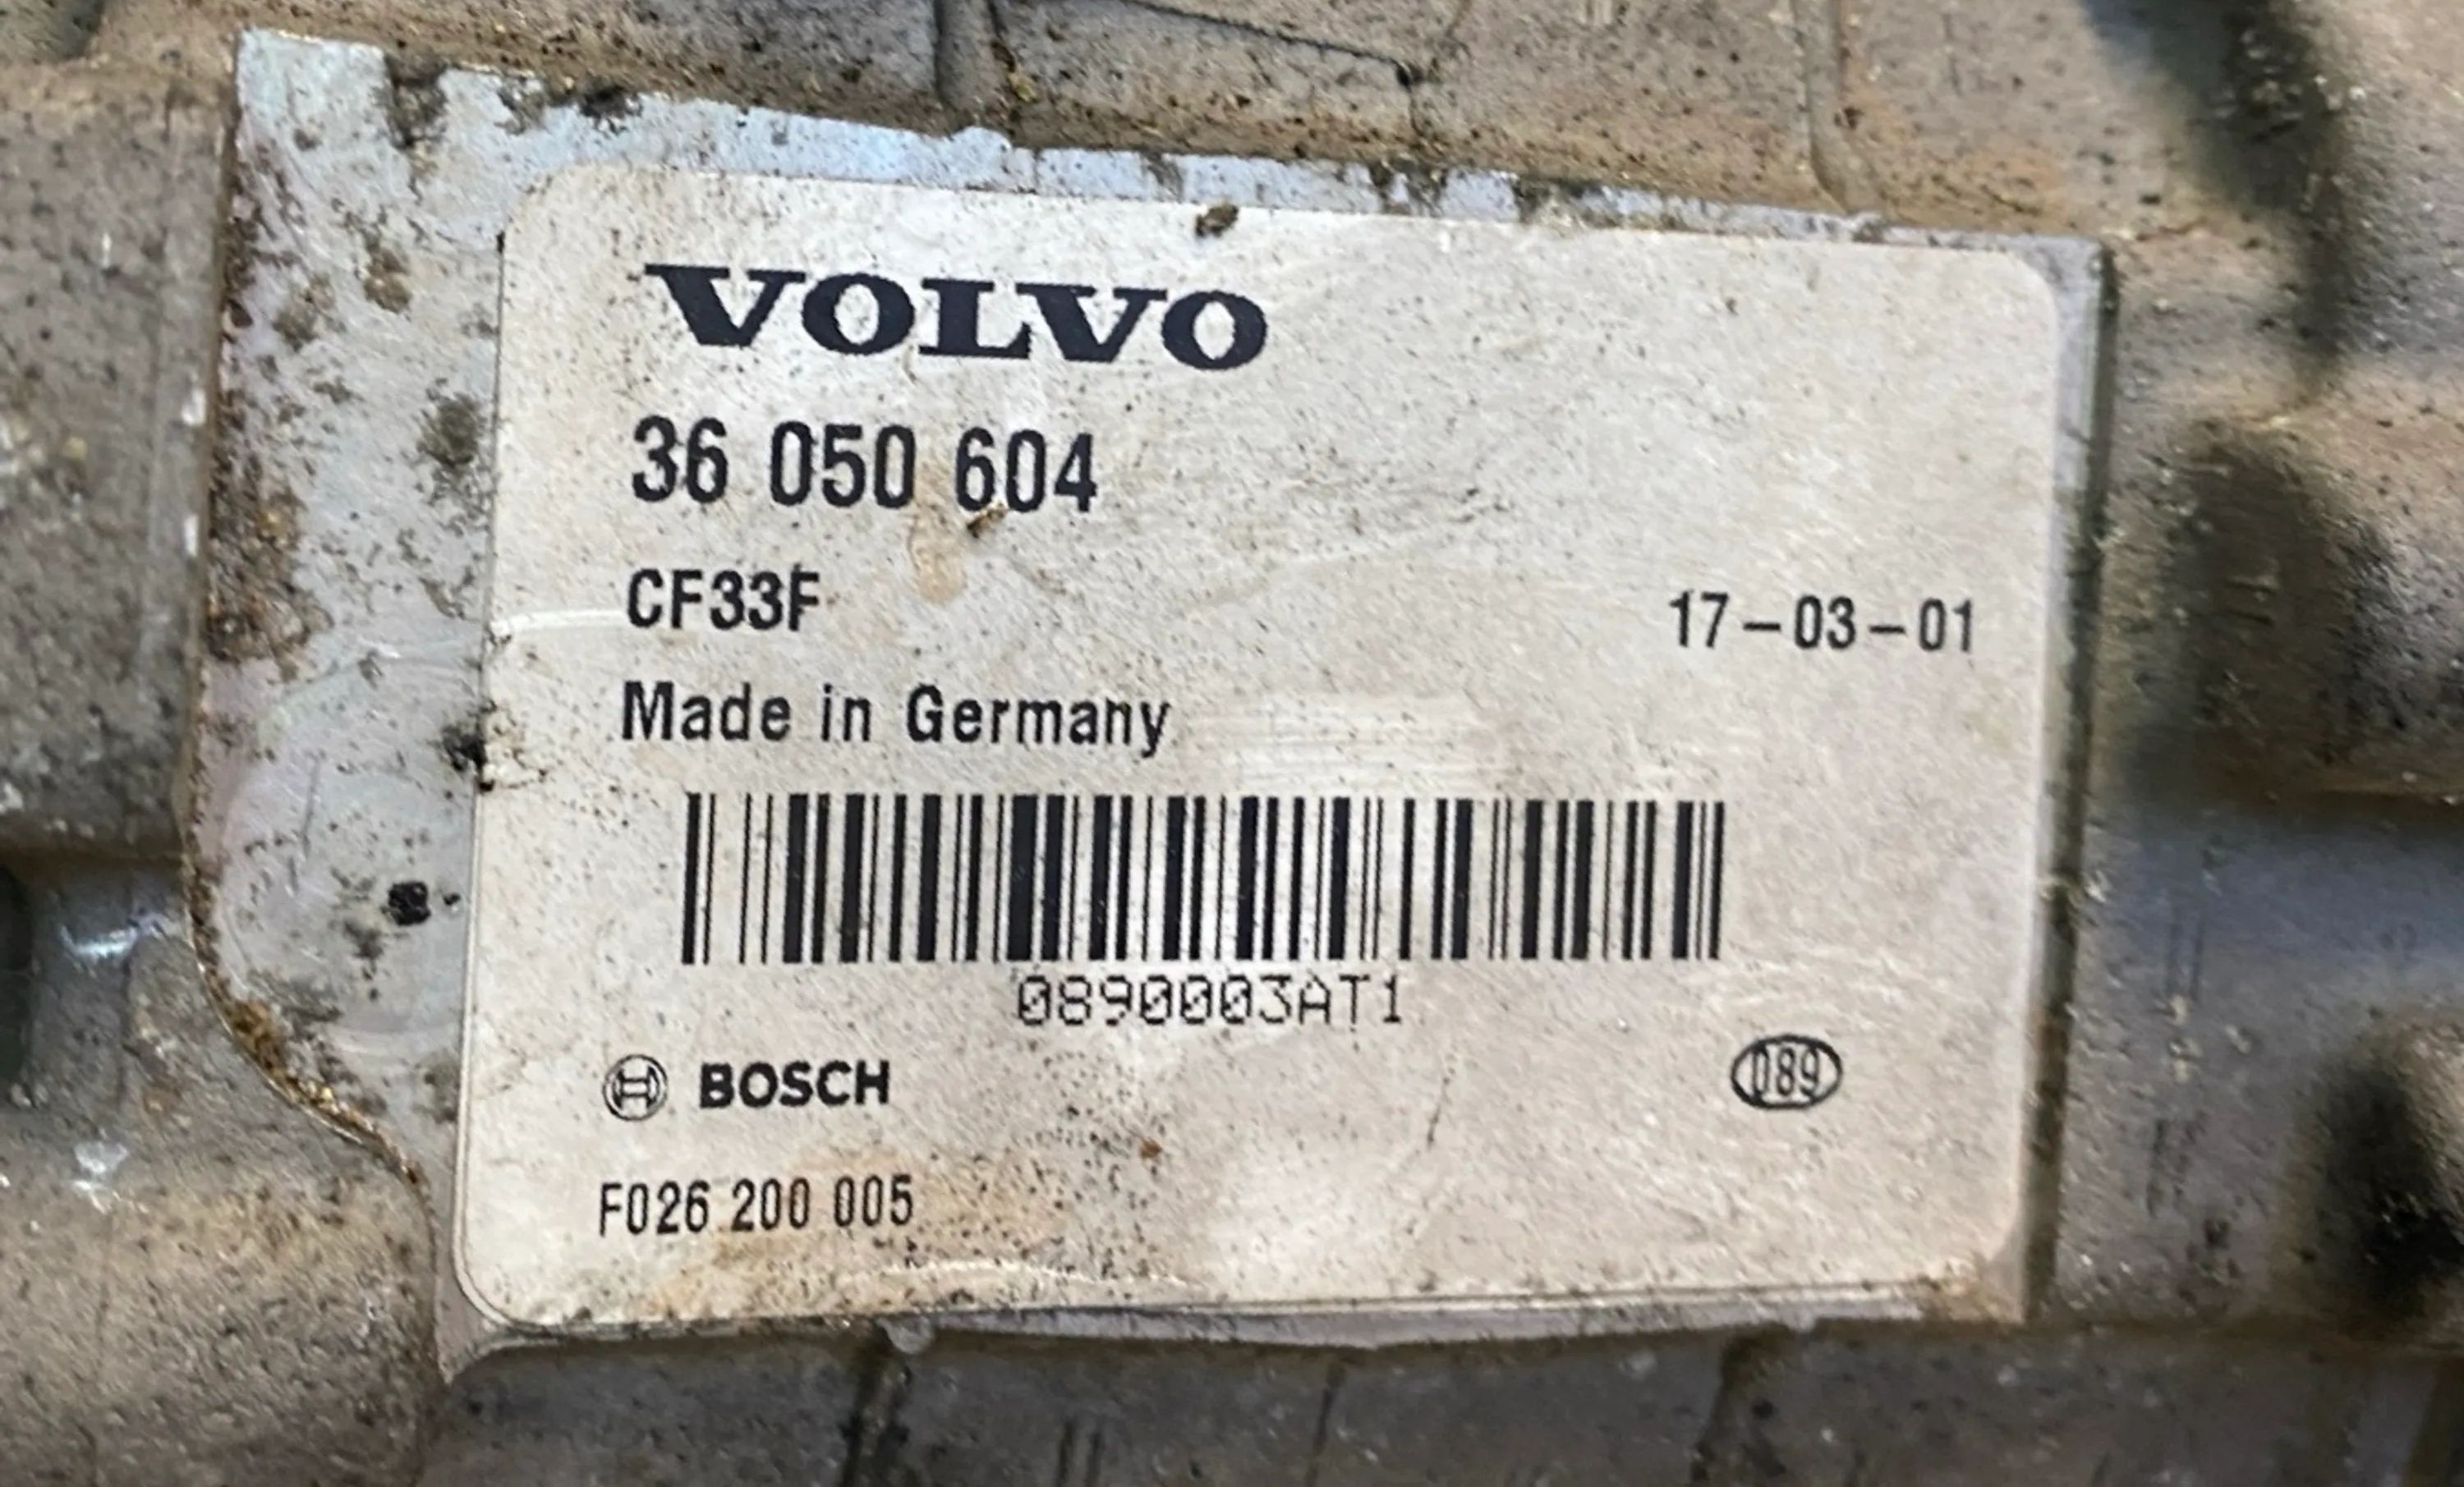 VOLVO
36 050 604
CF33F
17-03-01
Made in Germany
0890003AT1
BOSCH
089
F026 200 005